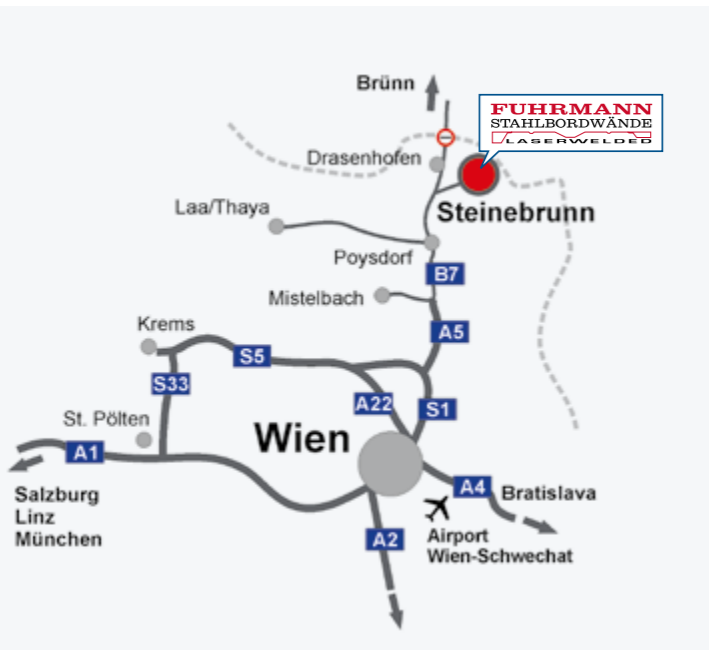 Brünn
FUHRMANN
STAHLBORDWÄNDE
LASERWELDED
Drasenhofen
Steinebrunn
Laa/Thaya
Poysdorf
B7
Mistelbach
A5
Krems
S5
S33
A22
S1
St. Pölten
Wien
A1
Salzburg
Linz
München
A4
Bratislava
Airport
Wien-Schwechat
A2